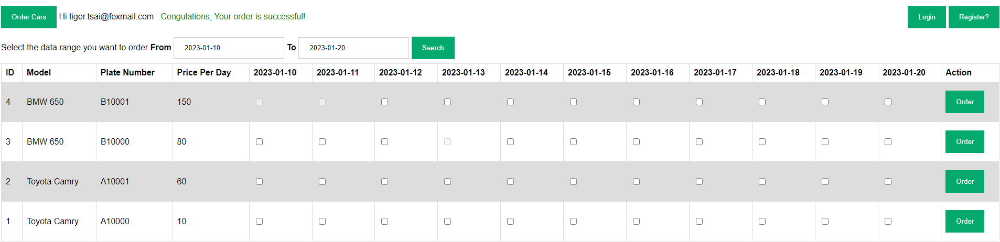 Order Cars Hi tiger.tsai@foxmail.com Congulations, Your order is successful! Login Register?
Select the data range you want to order From 2023-01-10 To 2023-01-20 Search
ID Model Plate Number Price Per Day 2023-01-10 2023-01-11 2023-01-12 2023-01-13 2023-01-14 2023-01-15 2023-01-16 2023-01-17 2023-01-18 2023-01-19 2023-01-20 Action
4 BMW 650 B10001 150 Order
3 BMW 650 B10000 80 Order
2 Toyota Camry A10001 60 Order
1 Toyota Camry A10000 10 Order